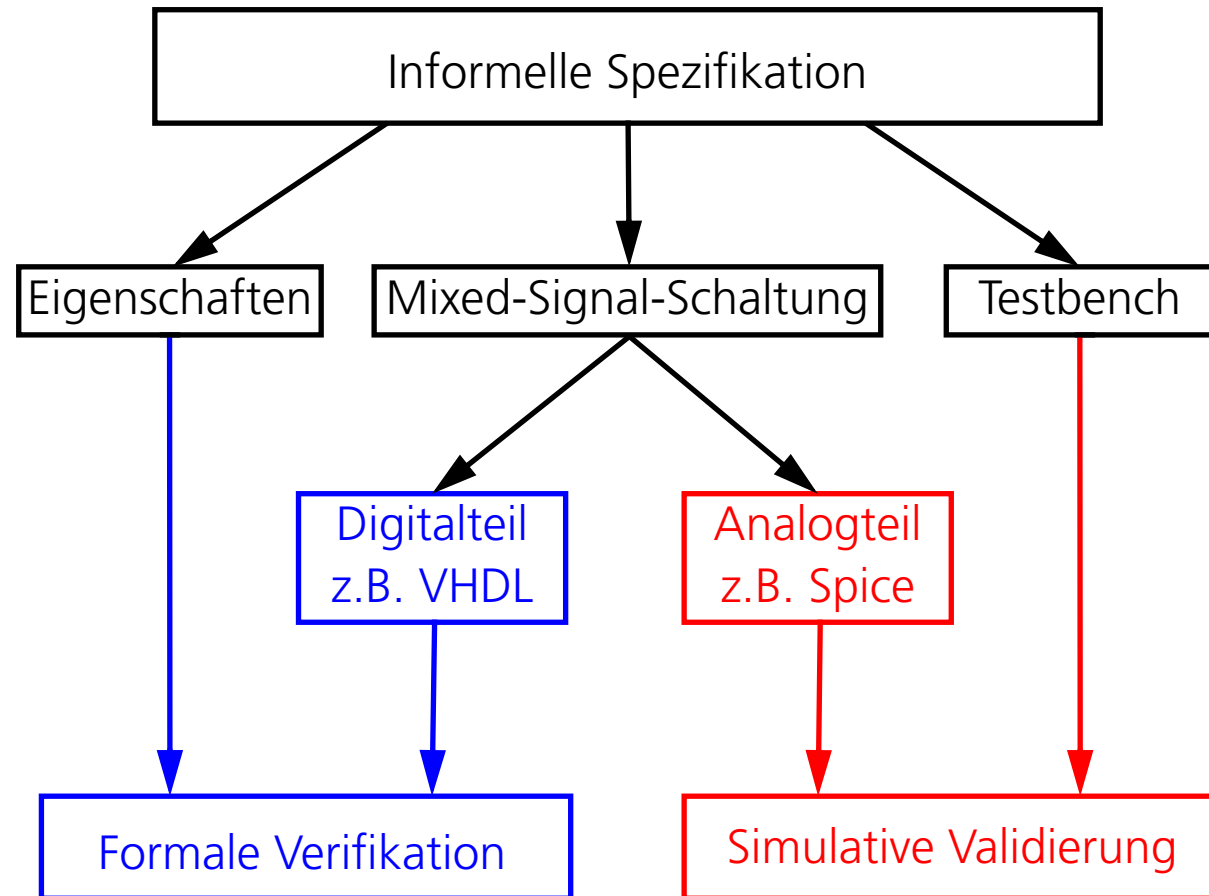 Informelle Spezifikation
Eigenschaften
Mixed-Signal-Schaltung
Testbench
Digitalteil
z.B. VHDL
Analogteil
z.B. Spice
Formale Verifikation
Simulative Validierung